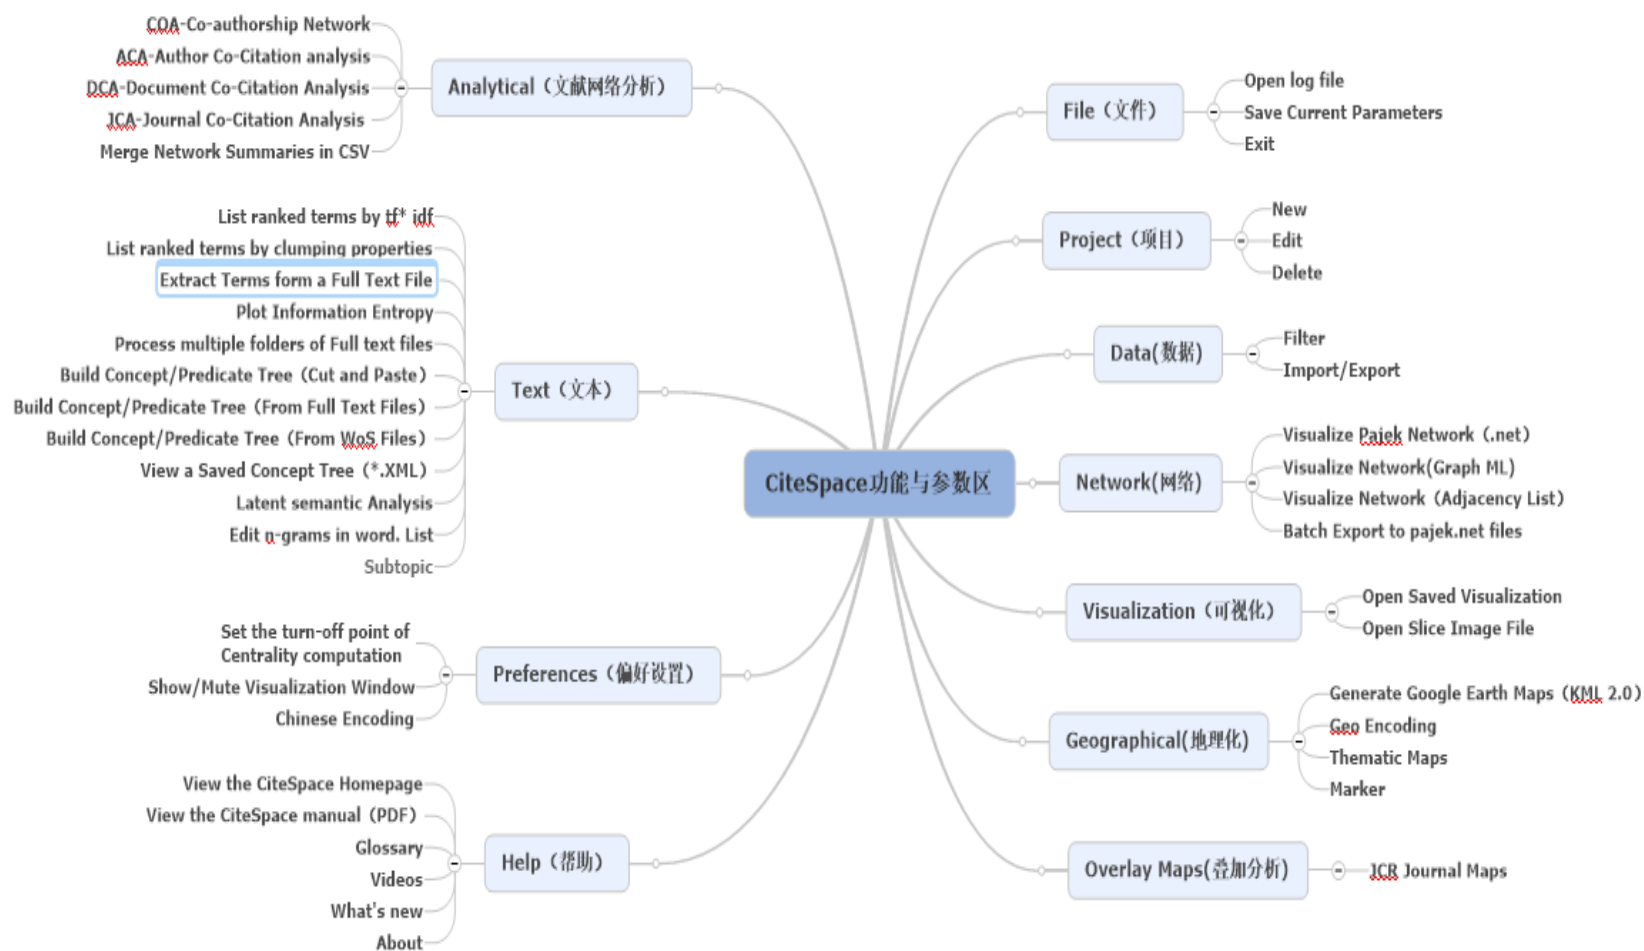 CiteSpace功能与参数区
File（文件）
Open log file
Save Current Parameters
Exit
Project（项目）
New
Edit
Delete
Data(数据)
Filter
Import/Export
Network(网络)
Visualize Pajek Network（.net）
Visualize Network(Graph ML)
Visualize Network（Adjacency List）
Batch Export to pajek.net files
Visualization（可视化）
Open Saved Visualization
Open Slice Image File
Geographical(地理化)
Generate Google Earth Maps（KML 2.0）
Geo Encoding
Thematic Maps
Marker
Overlay Maps(叠加分析)
JCR Journal Maps
Analytical（文献网络分析）
COA-Co-authorship Network
ACA-Author Co-Citation analysis
DCA-Document Co-Citation Analysis
JCA-Journal Co-Citation Analysis
Merge Network Summaries in CSV
Text（文本）
List ranked terms by tf* idf
List ranked terms by clumping properties
Extract Terms form a Full Text File
Plot Information Entropy
Process multiple folders of Full text files
Build Concept/Predicate Tree（Cut and Paste）
Build Concept/Predicate Tree（From Full Text Files）
Build Concept/Predicate Tree（From WoS Files）
View a Saved Concept Tree（*.XML）
Latent semantic Analysis
Edit n-grams in word. List
Subtopic
Preferences（偏好设置）
Set the turn-off point of
Centrality computation
Show/Mute Visualization Window
Chinese Encoding
Help（帮助）
View the CiteSpace Homepage
View the CiteSpace manual（PDF）
Glossary
Videos
What's new
About